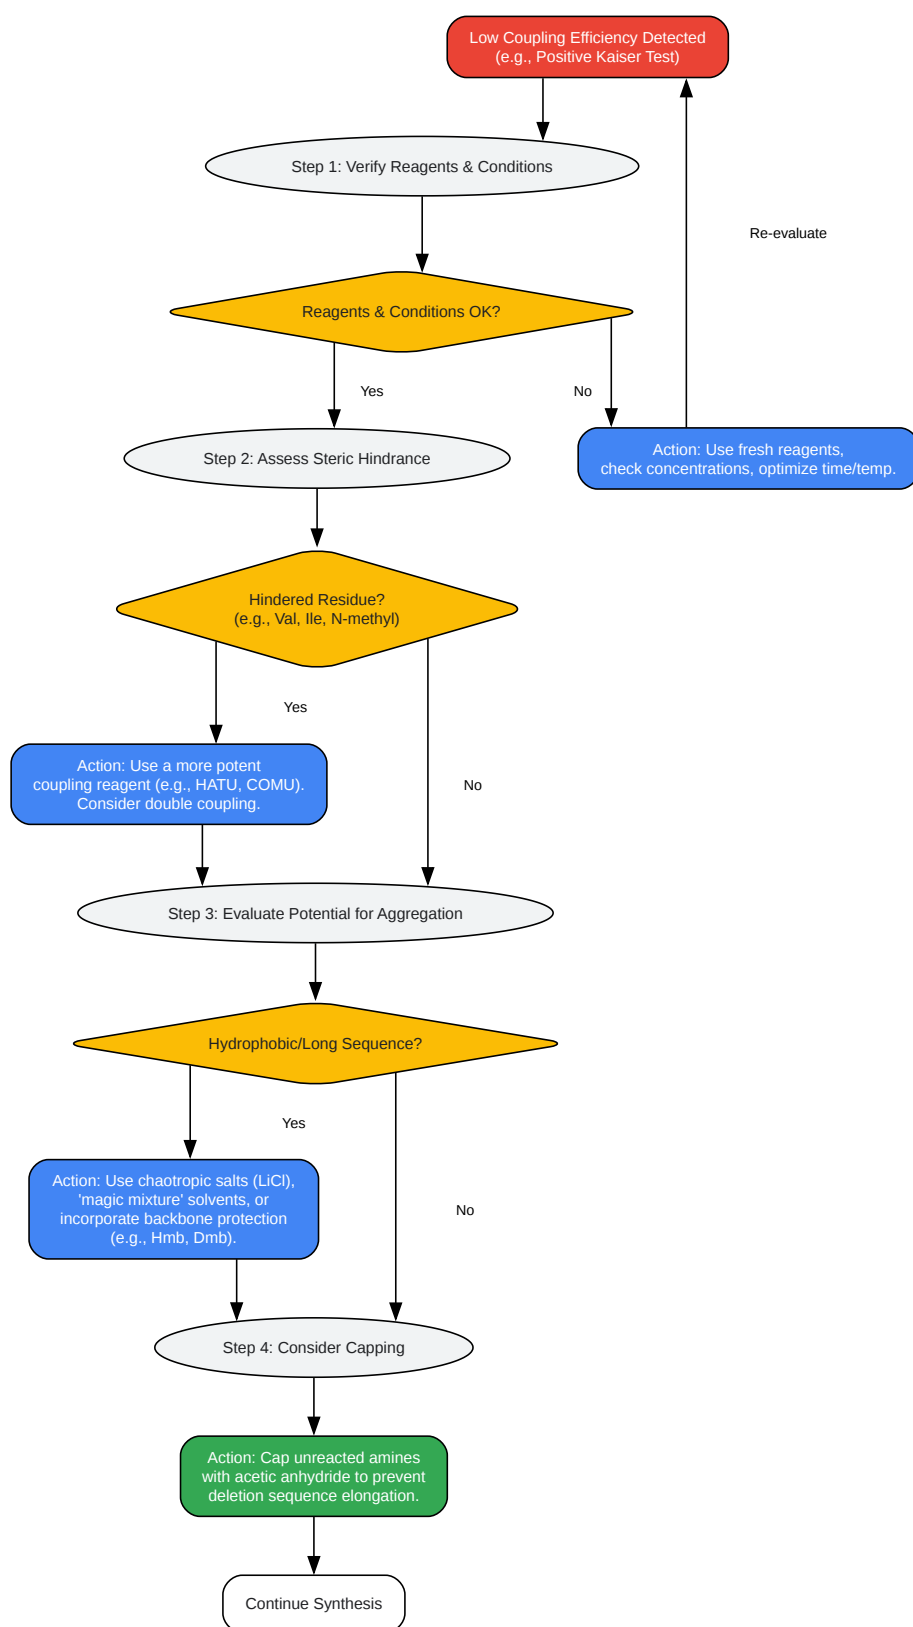 Low Coupling Efficiency Detected
(e.g., Positive Kaiser Test)
Step 1: Verify Reagents & Conditions
Re-evaluate
Reagents & Conditions OK?
Yes
No
Step 2: Assess Steric Hindrance
Action: Use fresh reagents,
check concentrations, optimize time/temp.
Hindered Residue?
(e.g., Val, Ile, N-methyl)
Yes
No
Action: Use a more potent
coupling reagent (e.g., HATU, COMU).
Consider double coupling.
Step 3: Evaluate Potential for Aggregation
Hydrophobic/Long Sequence?
Yes
No
Action: Use chaotropic salts (LiCl),
'magic mixture' solvents, or
incorporate backbone protection
(e.g., Hmb, Dmb).
Step 4: Consider Capping
Action: Cap unreacted amines
with acetic anhydride to prevent
deletion sequence elongation.
Continue Synthesis